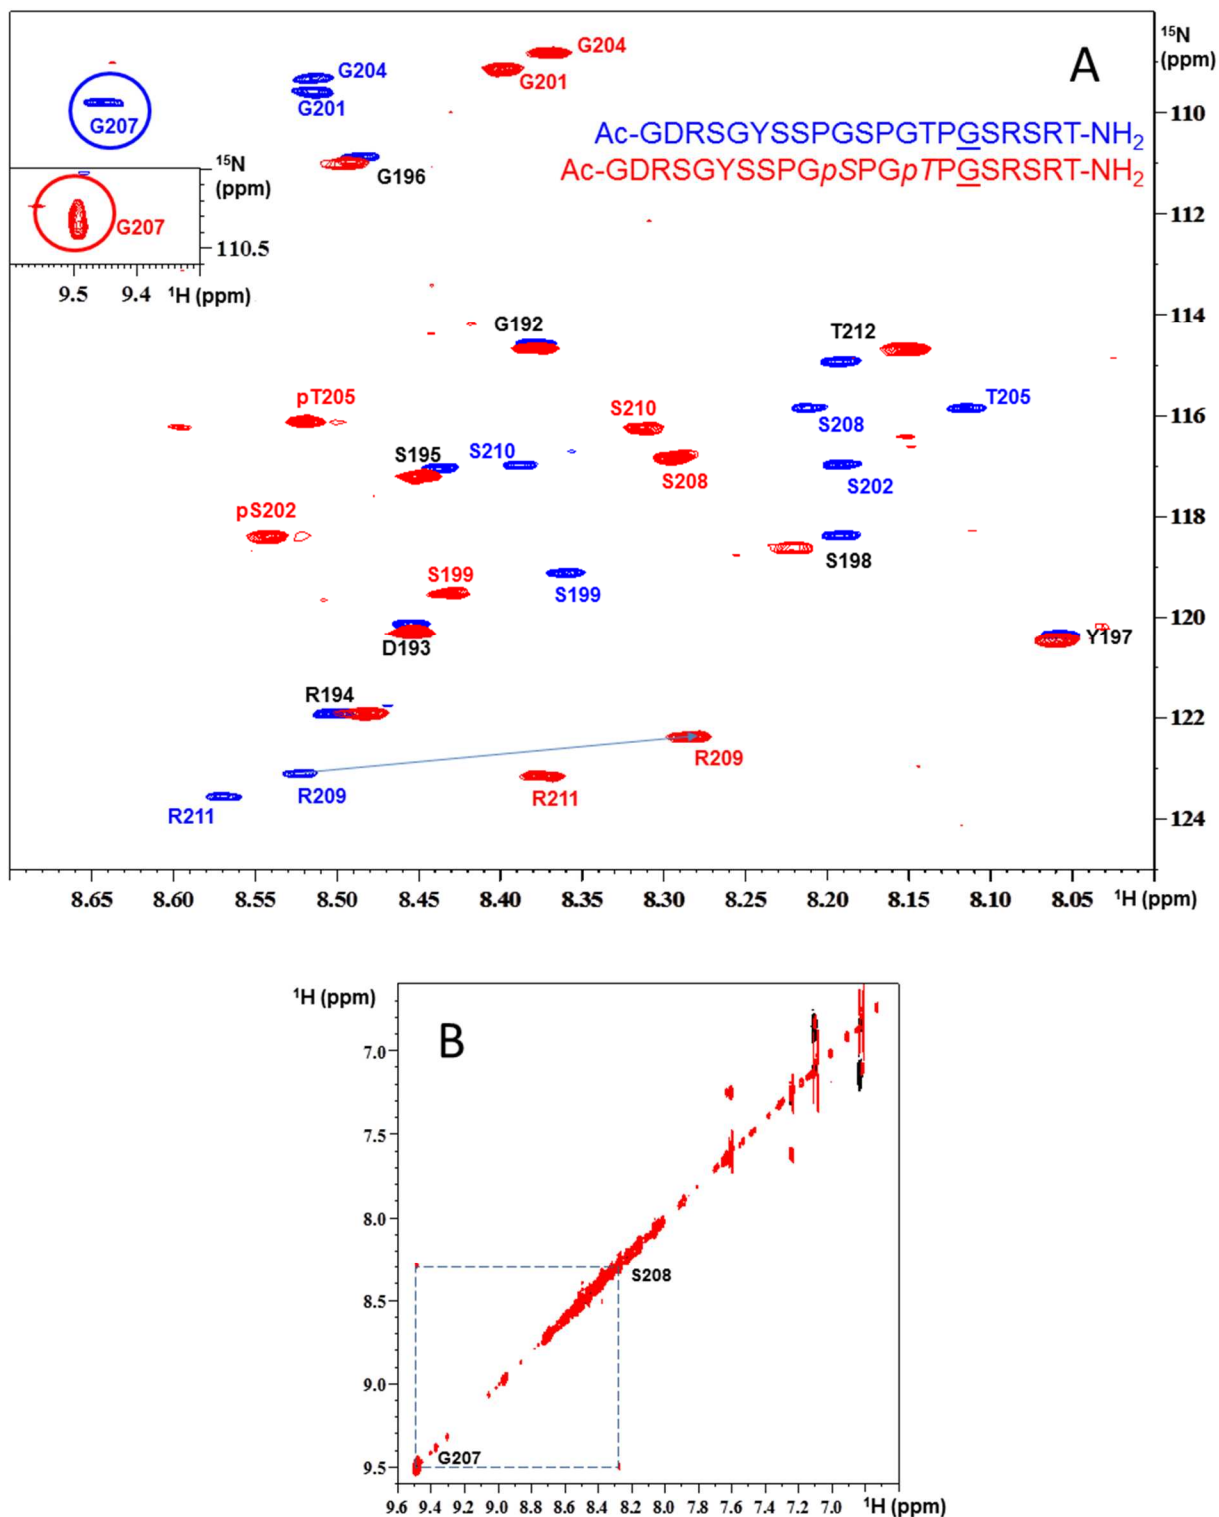 ¹⁵N
(ppm)
A
G204
G204
G201
G201
G207
110
Ac-GDRSGYSSPGSPGTPGSRSRT-NH₂
Ac-GDRSGYSSPGpSPGpTPGSRSRT-NH₂
G196
¹⁵N
(ppm)
G207
110.5
9.5 9.4 ¹H (ppm)
112
114
G192
T212
pT205
S210
S208
T205
116
S195
S210
S208
S202
pS202
118
S198
S199
S199
120
D193
Y197
R194
122
R209
R211
R209
R211
124
8.65 8.60 8.55 8.50 8.45 8.40 8.35 8.30 8.25 8.20 8.15 8.10 8.05 ¹H (ppm)
¹H (ppm)
B
7.0
7.5
8.0
S208
8.5
9.0
G207
9.5
9.6 9.4 9.2 9.0 8.8 8.6 8.4 8.2 8.0 7.8 7.6 7.4 7.2 7.0 ¹H (ppm)